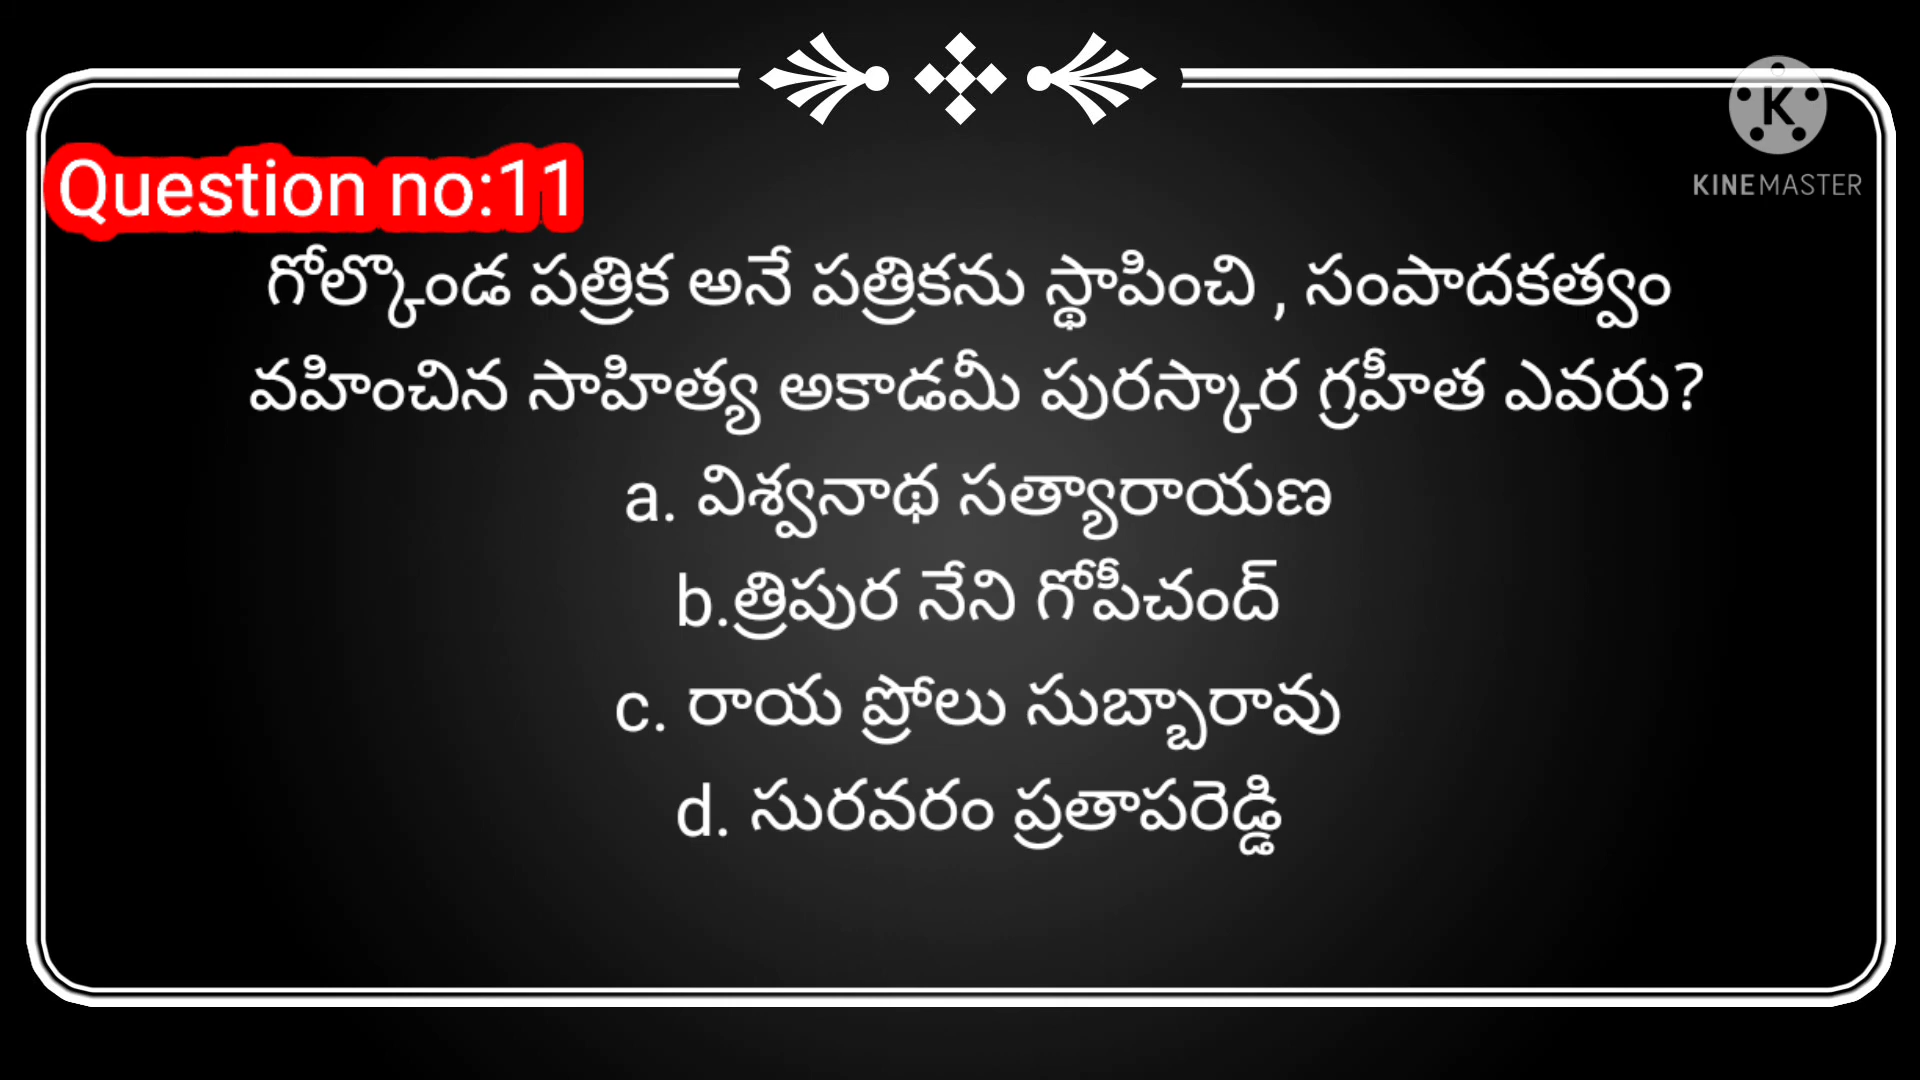 Question no:11
గోల్కొండ పత్రిక అనే పత్రికను స్థాపించి , సంపాదకత్వం
వహించిన సాహిత్య అకాడమీ పురస్కార గ్రహీత ఎవరు?
a. విశ్వనాథ సత్యారాయణ
b.త్రిపుర నేని గోపీచంద్
c. రాయ ప్రోలు సుబ్బారావు
d. సురవరం ప్రతాపరెడ్డి
K
KINEMASTER